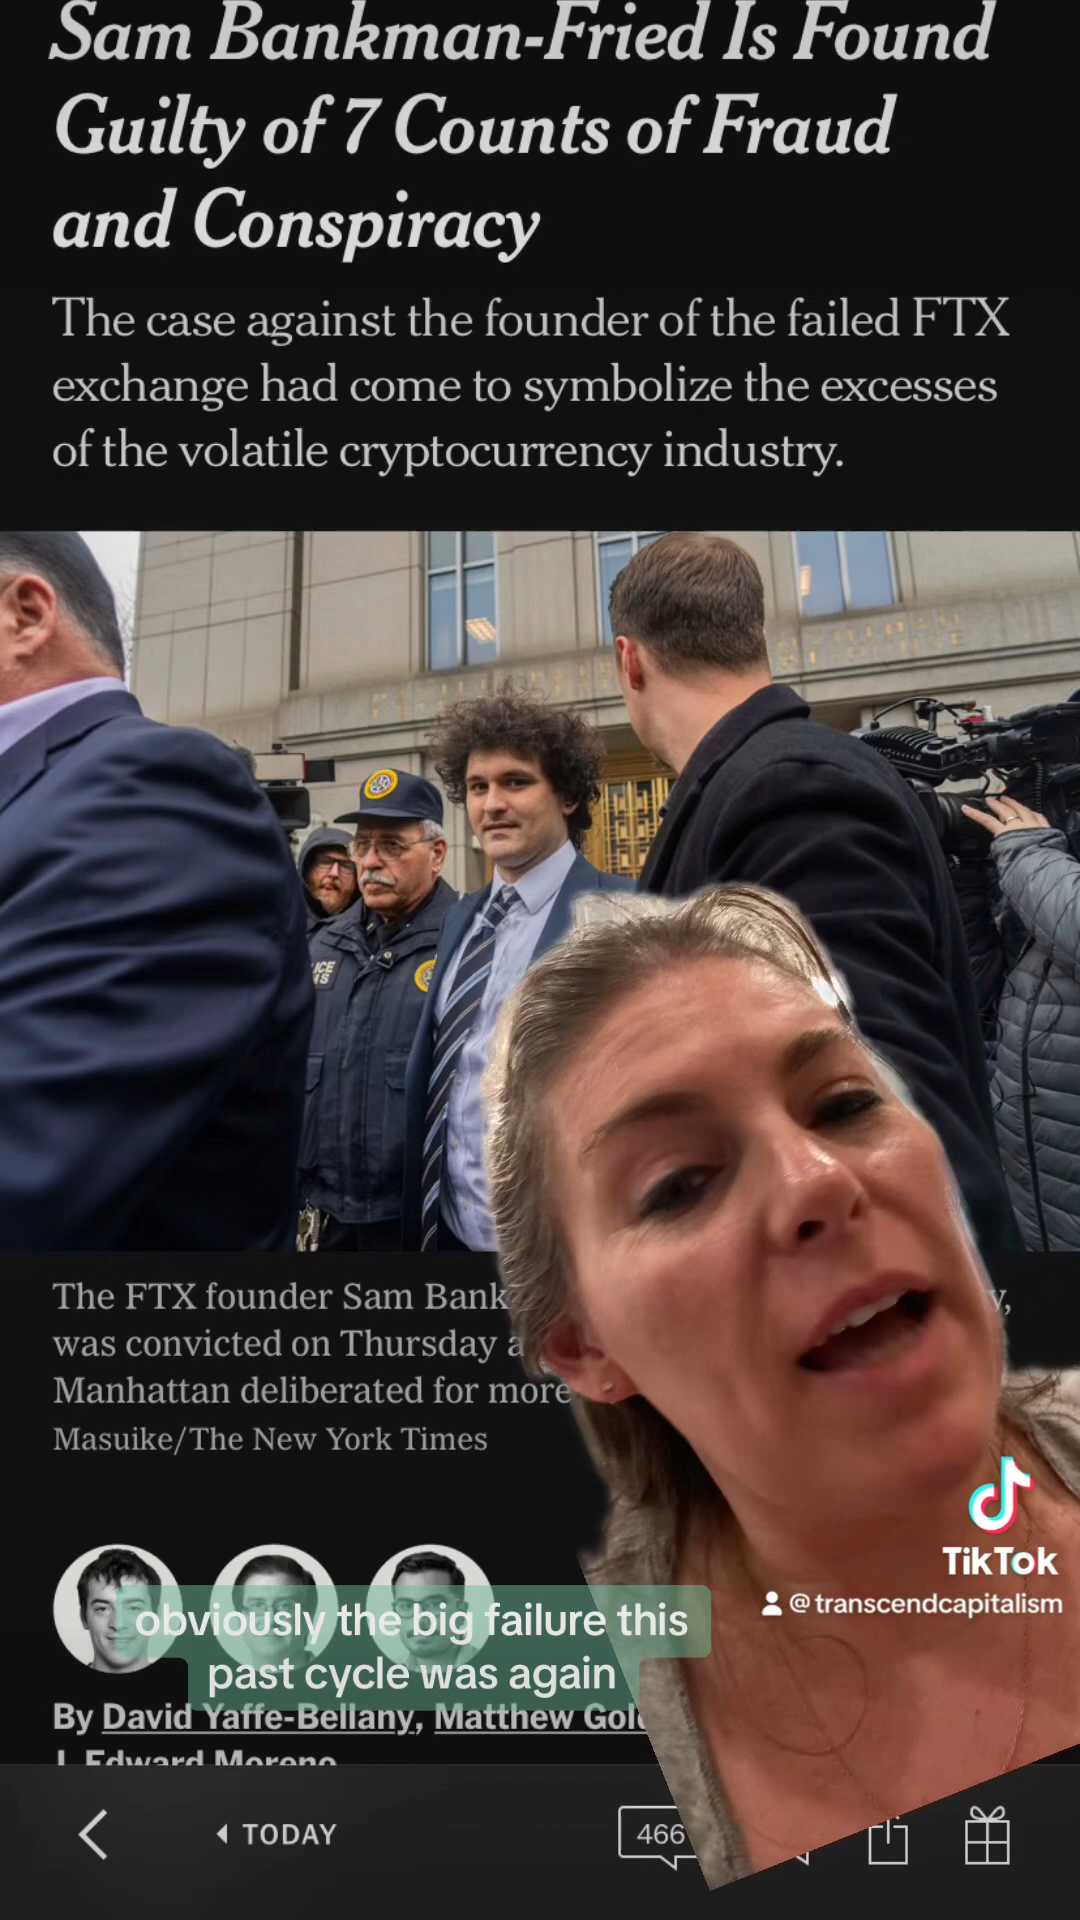 Sam Bankman-Fried Is Found
Guilty of 7 Counts of Fraud
and Conspiracy
The case against the founder of the failed FTX
exchange had come to symbolize the excesses
of the volatile cryptocurrency industry.
The FTX founder Sam
was convicted on Thursday
Manhattan deliberated for more
Masuike/The New York Times
TikTok
@transcendcapitalism
obviously the big failure this
past cycle was again
By David Yaffe-Bellany, Matthew
J. Edward Moreno
TODAY
466